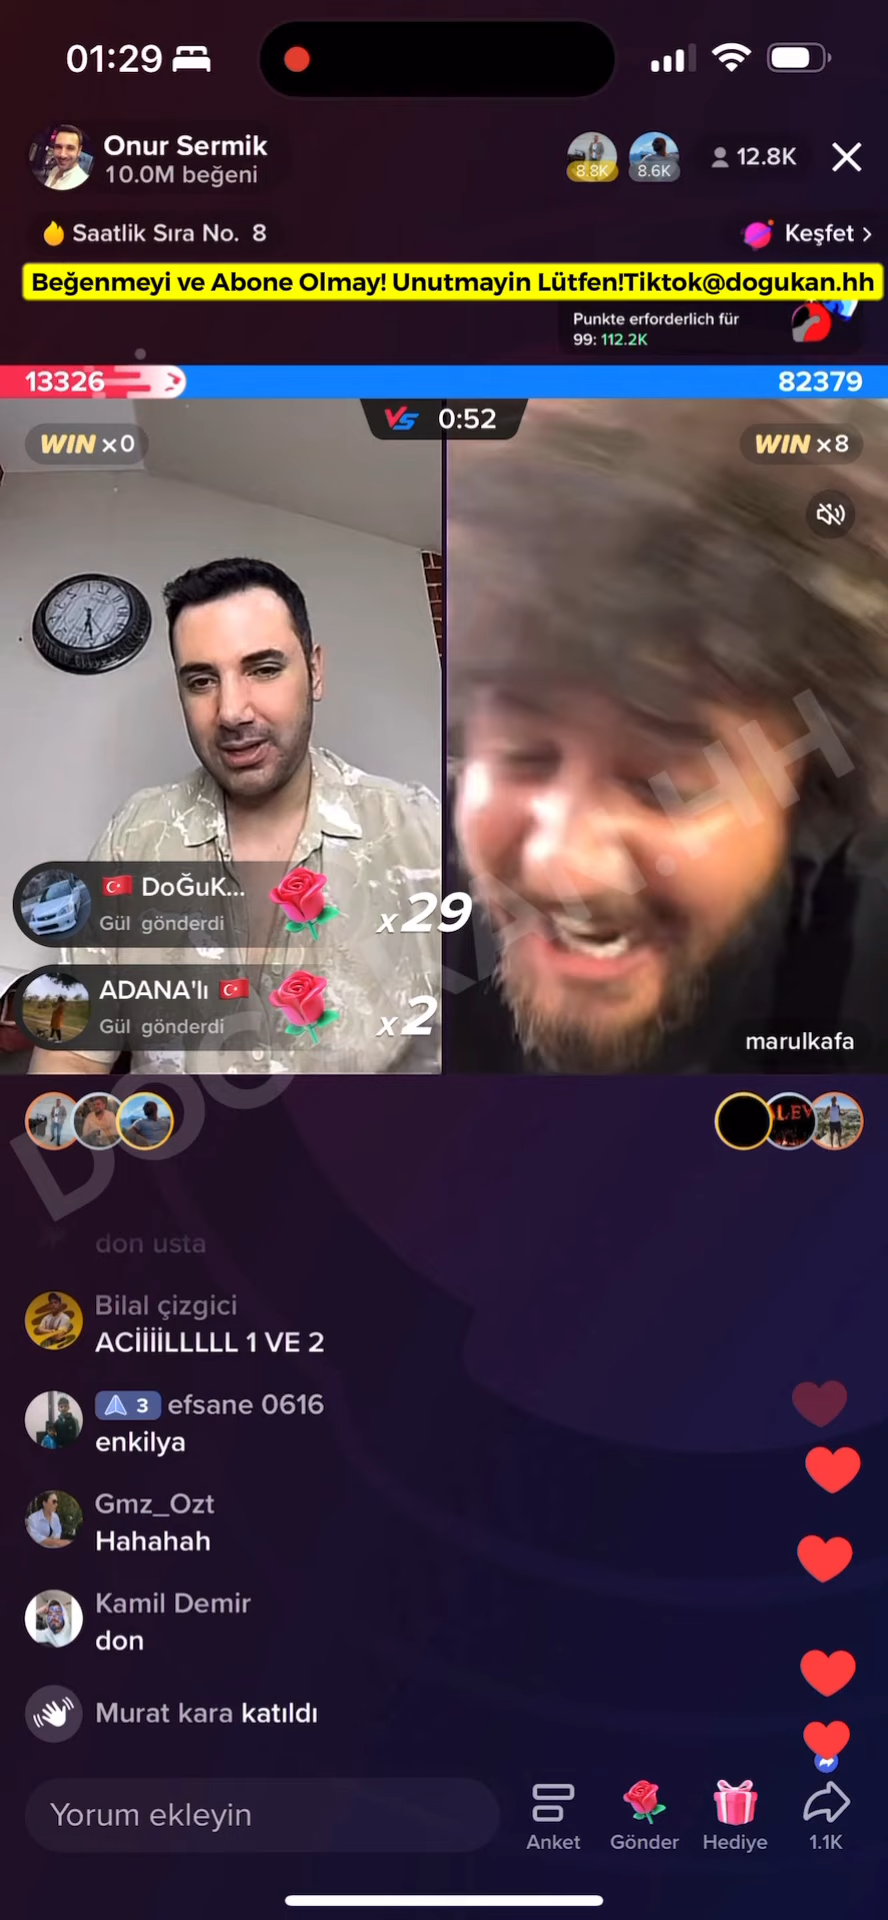 01:29
Onur Sermik
10.0M beğeni
8.8K
8.6K
12.8K
Saatlik Sıra No. 8
Keşfet >
Beğenmeyi ve Abone Olmay! Unutmayin Lütfen!Tiktok@dogukan.hh
Punkte erforderlich für
99: 112.2K
13326
82379
WIN x0
VS 0:52
WIN x8
DoĞuK...
Gül gönderdi
x29
ADANA'lı
Gül gönderdi
x2
marulkafa
DOGUKAN.HH
LEV
don usta
Bilal çizgici
ACİİİİLLLLL 1 VE 2
3 efsane 0616
enkilya
Gmz_Ozt
Hahahah
Kamil Demir
don
Murat kara katıldı
Yorum ekleyin
Anket
Gönder
Hediye
1.1K